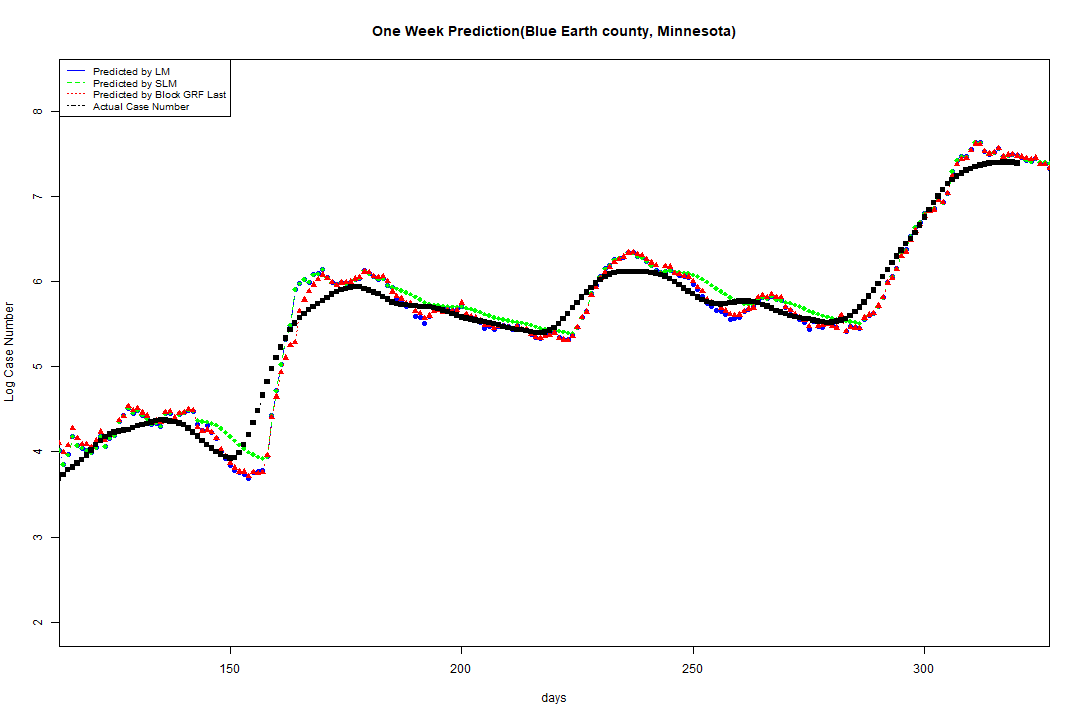 One Week Prediction(Blue Earth county, Minnesota)
Predicted by LM
Predicted by SLM
Predicted by Block GRF Last
Actual Case Number
8
7
6
5
4
3
2
Log Case Number
150 200 250 300
days